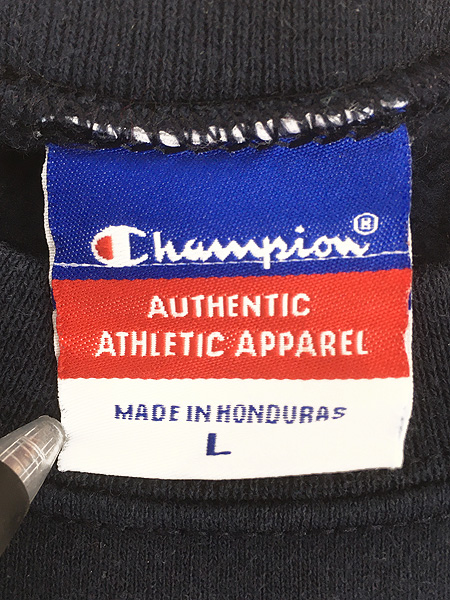 Champion®
AUTHENTIC
ATHLETIC APPAREL
MADE IN HONDURAS
L